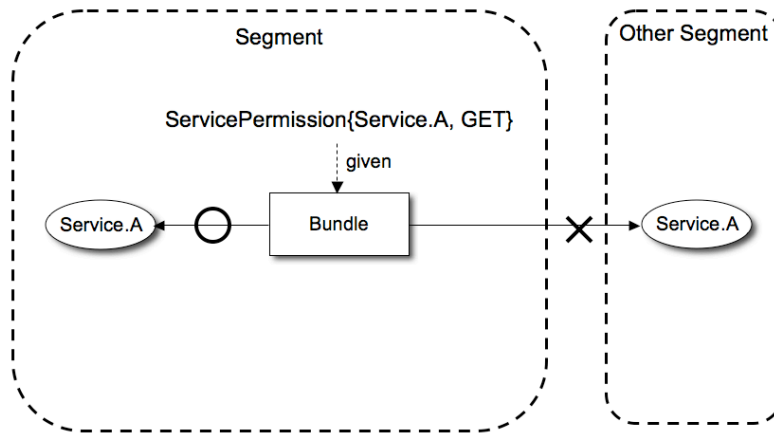 Segment
Other Segment
ServicePermission{Service.A, GET}
given
Service.A
Bundle
Service.A